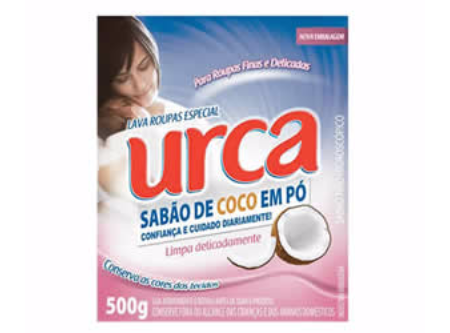 NOVA EMBALAGEM
Para Roupas Finas e Delicadas
LAVA ROUPAS ESPECIAL
urca
SABÃO DE COCO EM PÓ
CONFIANÇA E CUIDADO DIARIAMENTE!
Limpa delicadamente
Conserva as cores dos tecidos
500g
CONSERVE FORA DO ALCANCE DAS CRIANÇAS E DOS ANIMAIS DOMÉSTICOS